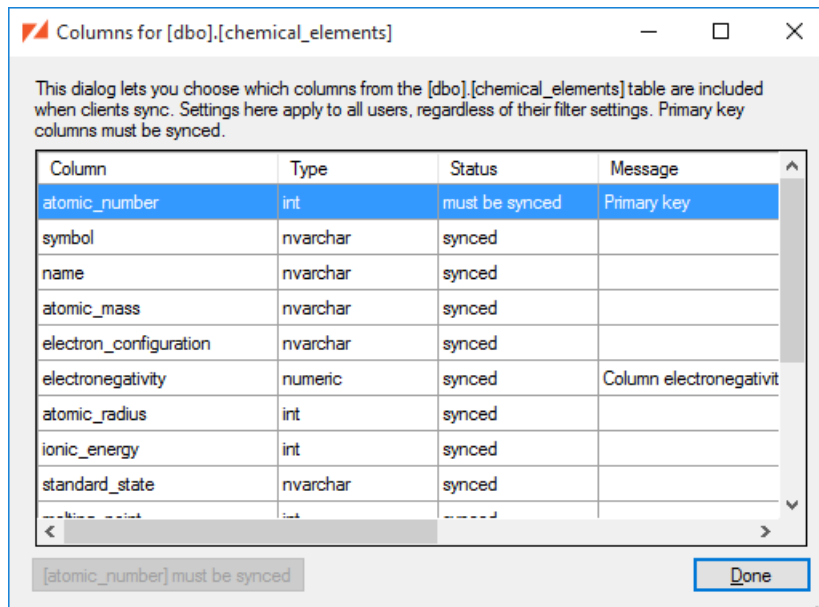 Columns for [dbo].[chemical_elements]
This dialog lets you choose which columns from the [dbo].[chemical_elements] table are included
when clients sync. Settings here apply to all users, regardless of their filter settings. Primary key
columns must be synced.
Column Type Status Message
atomic_number int must be synced Primary key
symbol nvarchar synced
name nvarchar synced
atomic_mass nvarchar synced
electron_configuration nvarchar synced
electronegativity numeric synced Column electronegativit
atomic_radius int synced
ionic_energy int synced
standard_state nvarchar synced
melting_point int synced
[atomic_number] must be synced
Done